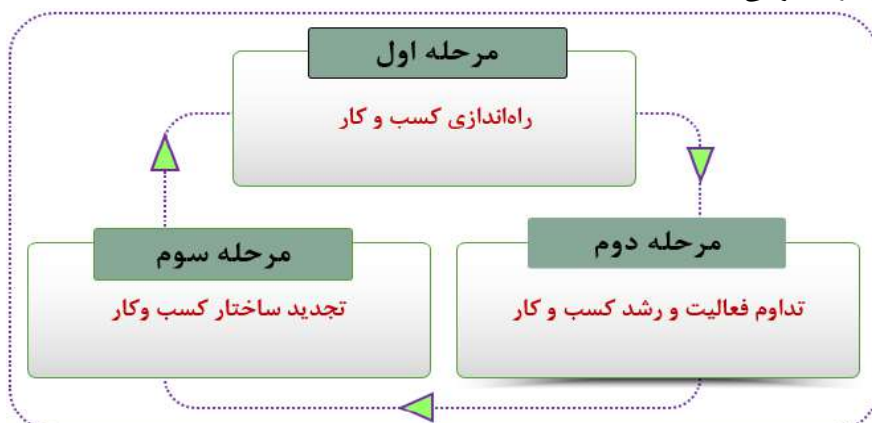 مرحله اول
راه‌اندازی کسب و کار
مرحله دوم
تداوم فعالیت و رشد کسب و کار
مرحله سوم
تجدید ساختار کسب وکار